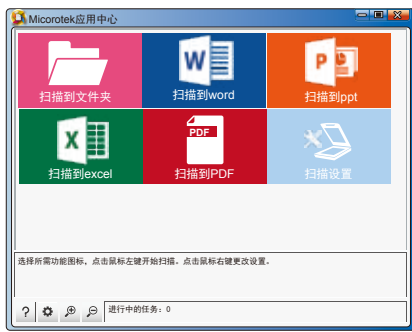 Micorotek应用中心
扫描到文件夹
W
扫描到word
P
扫描到ppt
X
扫描到excel
PDF
扫描到PDF
扫描设置
选择所需功能图标，点击鼠标左键开始扫描。点击鼠标右键更改设置。
?
进行中的任务：0